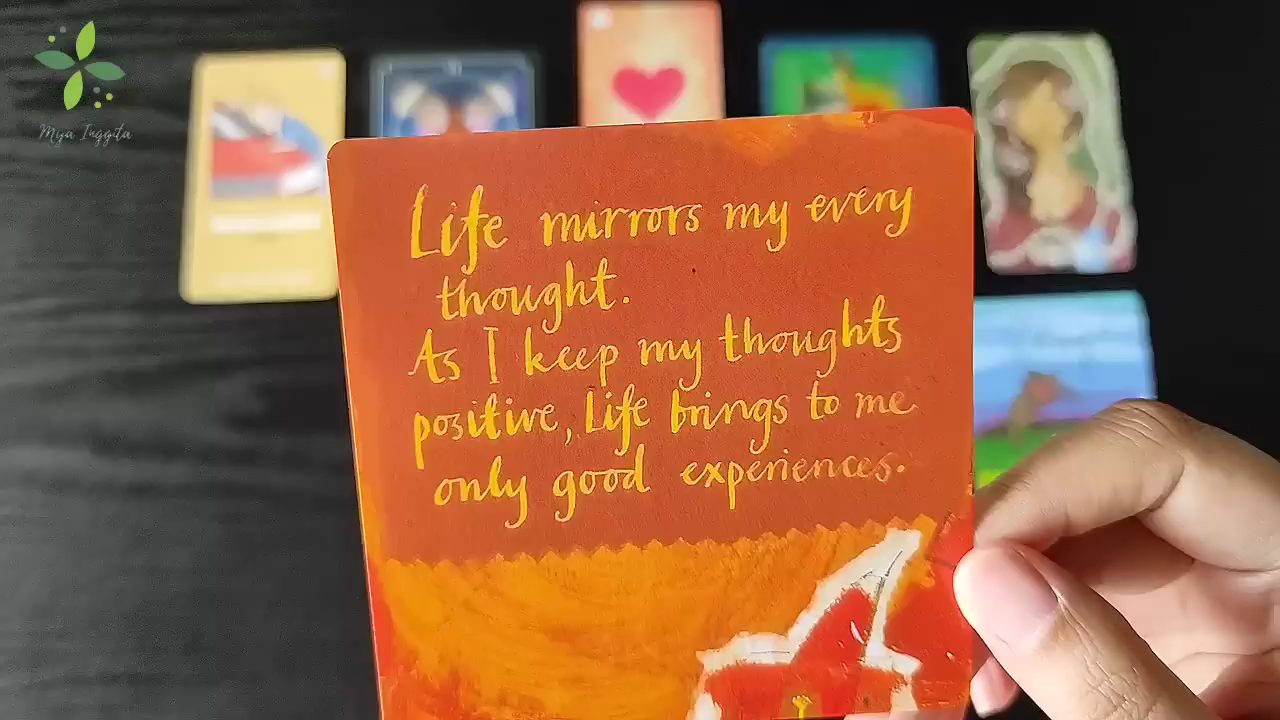 Mya Inggita
Life mirrors my every
thought.
As I keep my thoughts
positive, Life brings to me
only good experiences.